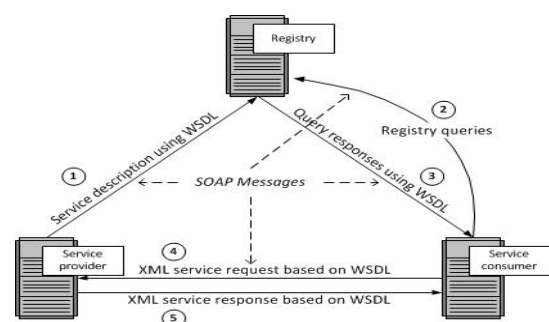 Registry
2
Registry queries
Service description using WSDL
Query responses using WSDL
1
3
SOAP Messages
Service
provider
4
Service
consumer
XML service request based on WSDL
XML service response based on WSDL
5